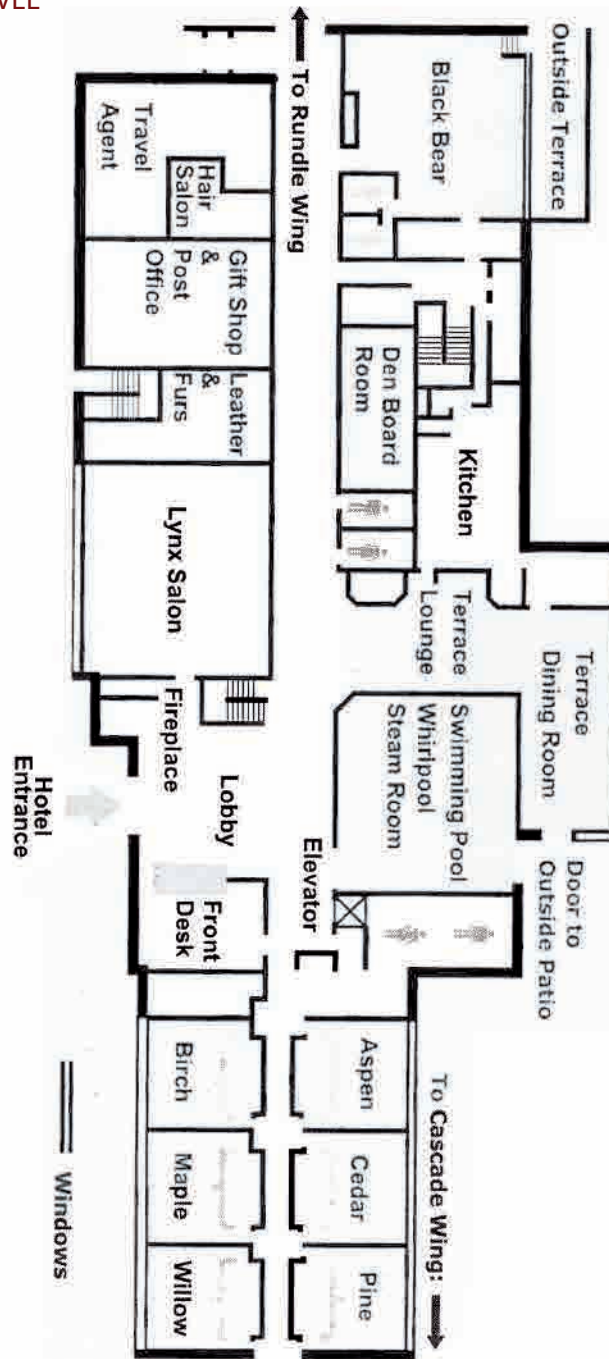 VEL
Outside Terrace
Black Bear
To Rundle Wing
Den Board
Room
Kitchen
Terrace
Lounge
Terrace
Dining Room
Swimming Pool
Whirlpool
Steam Room
Door to
Outside Patio
Elevator
To Cascade Wing:
Aspen
Cedar
Pine
Travel
Agent
Hair
Salon
Gift Shop
&
Post
Office
Leather
&
Furs
Lynx Salon
Fireplace
Lobby
Front
Desk
Birch
Maple
Willow
Hotel
Entrance
Windows